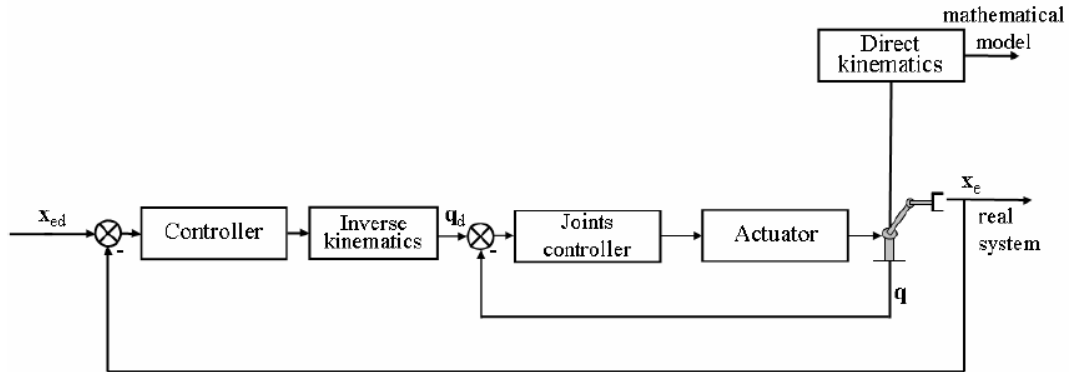 mathematical
model
Direct
kinematics
x_e
real
system
x_ed
-
Controller
Inverse
kinematics
q_d
-
Joints
controller
Actuator
q